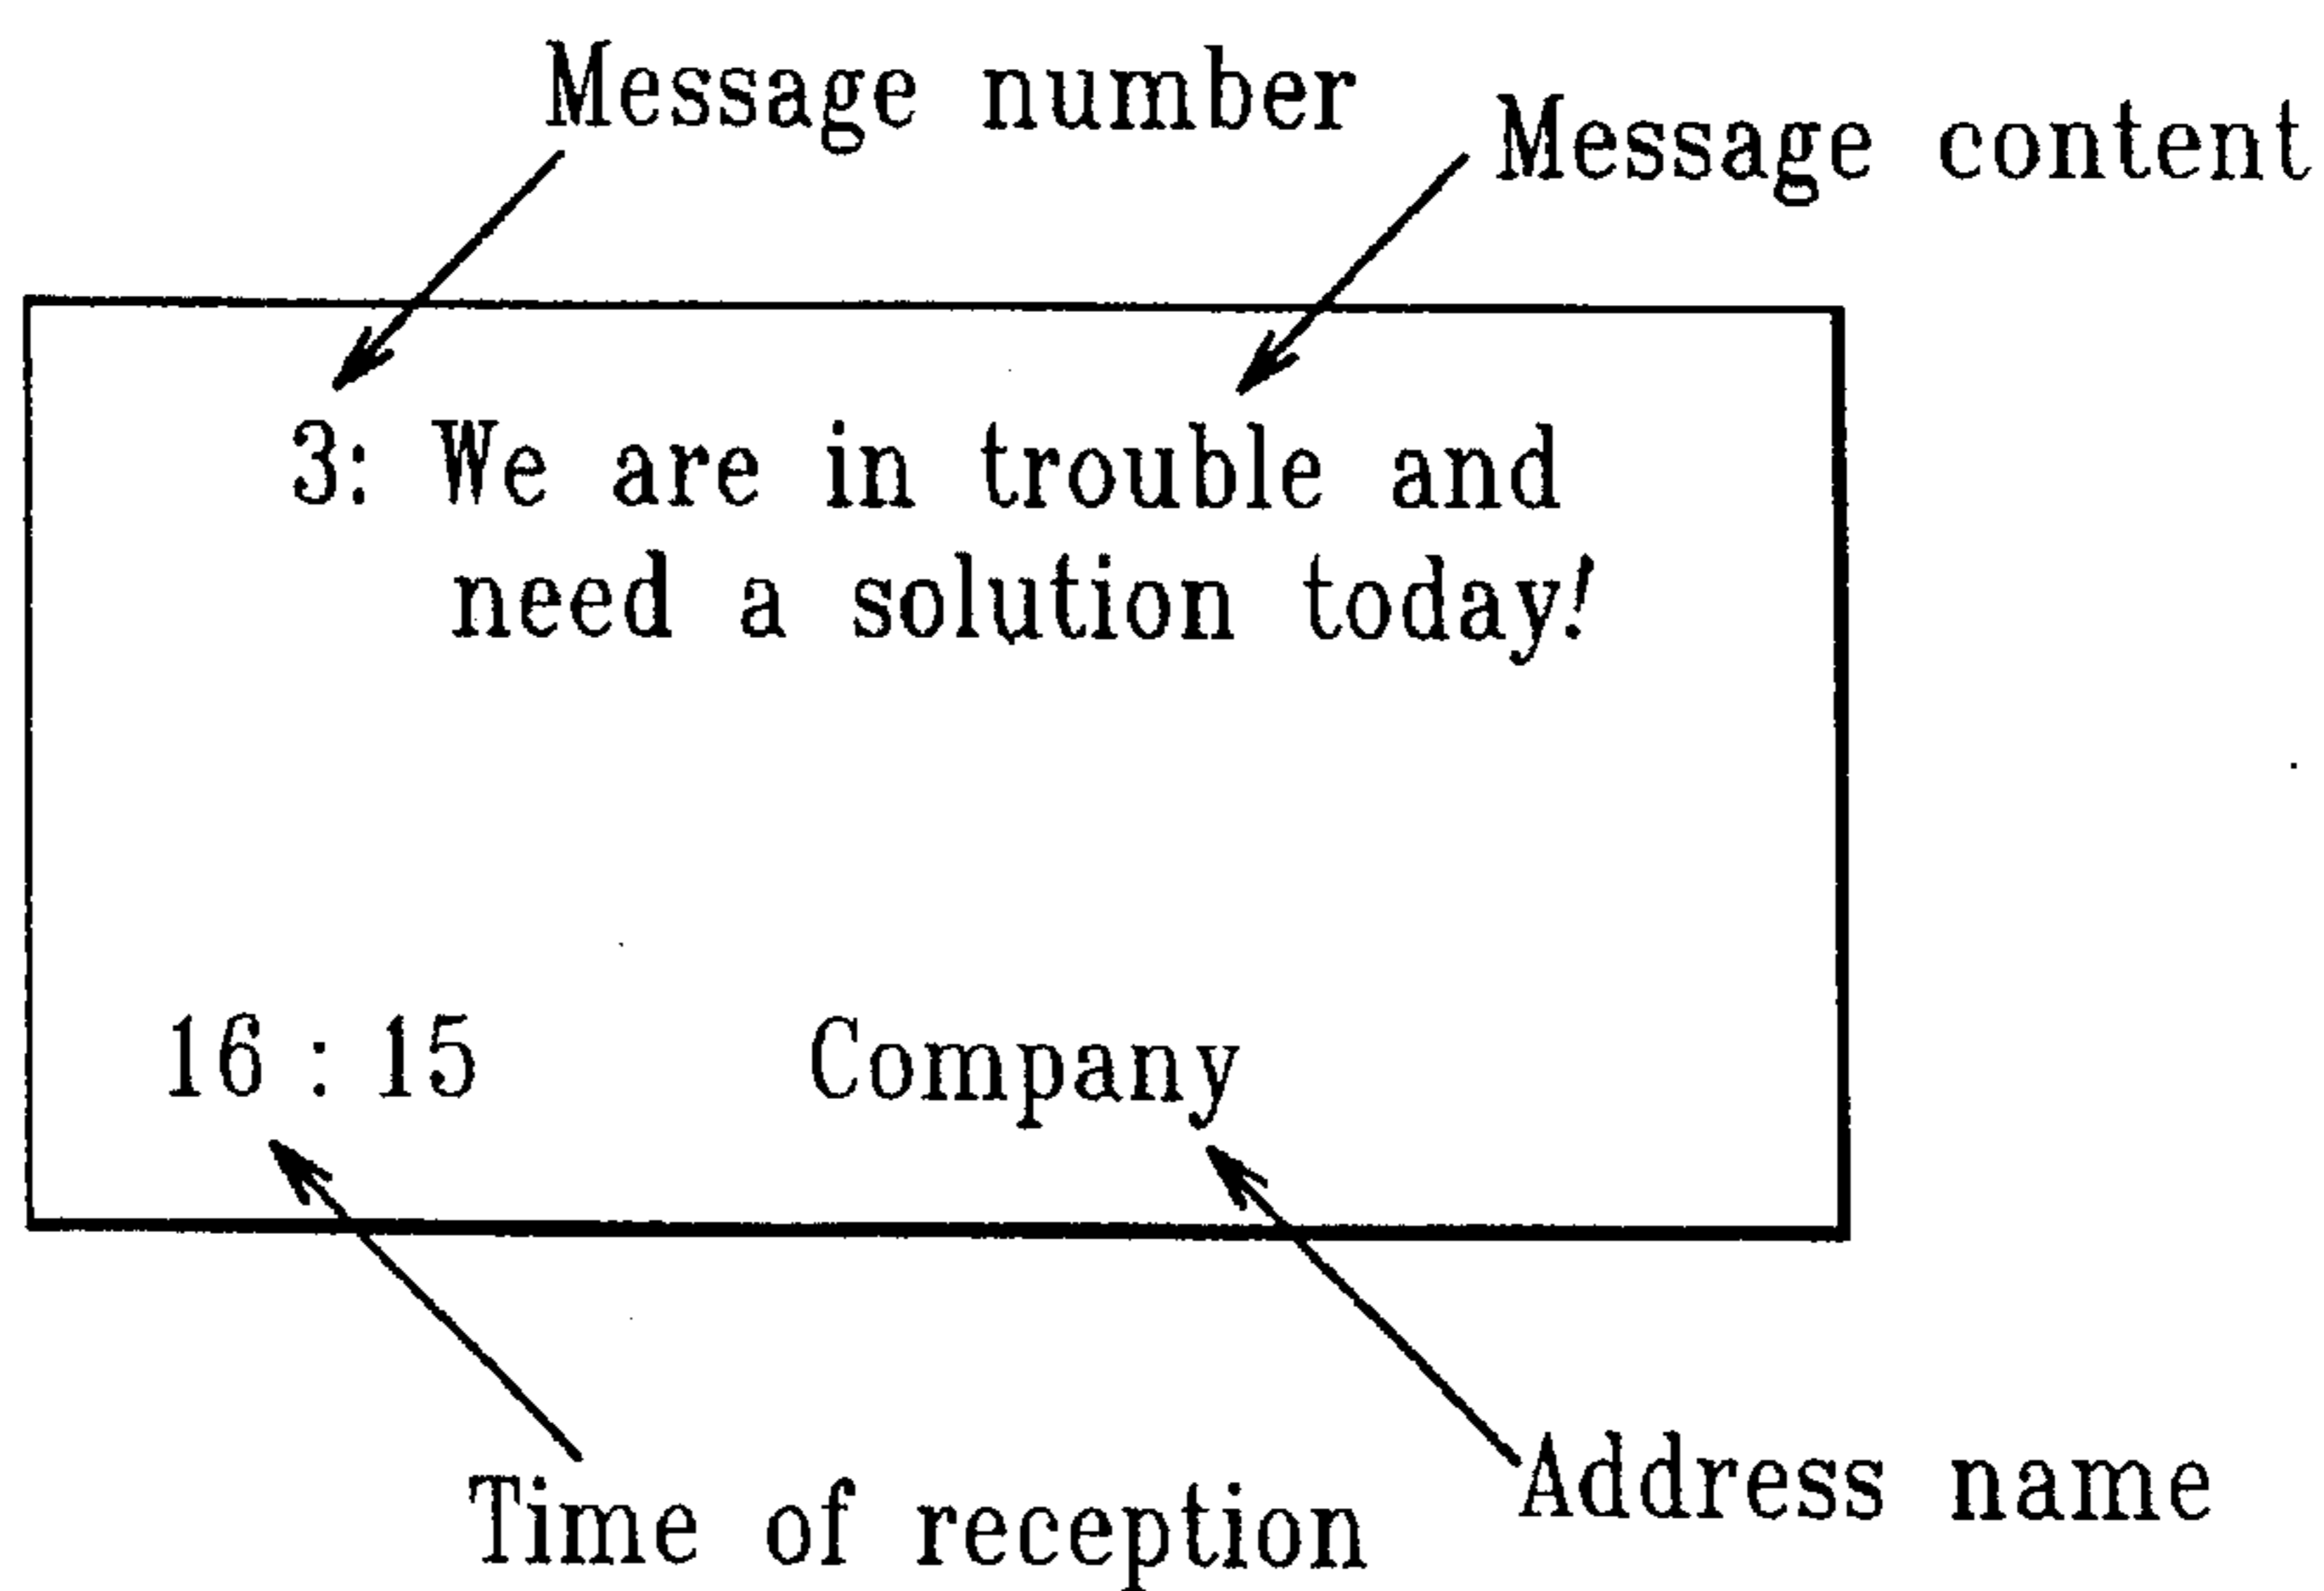 Message number
Message content
3: We are in trouble and
need a solution today!
16 : 15 Company
Time of reception
Address name